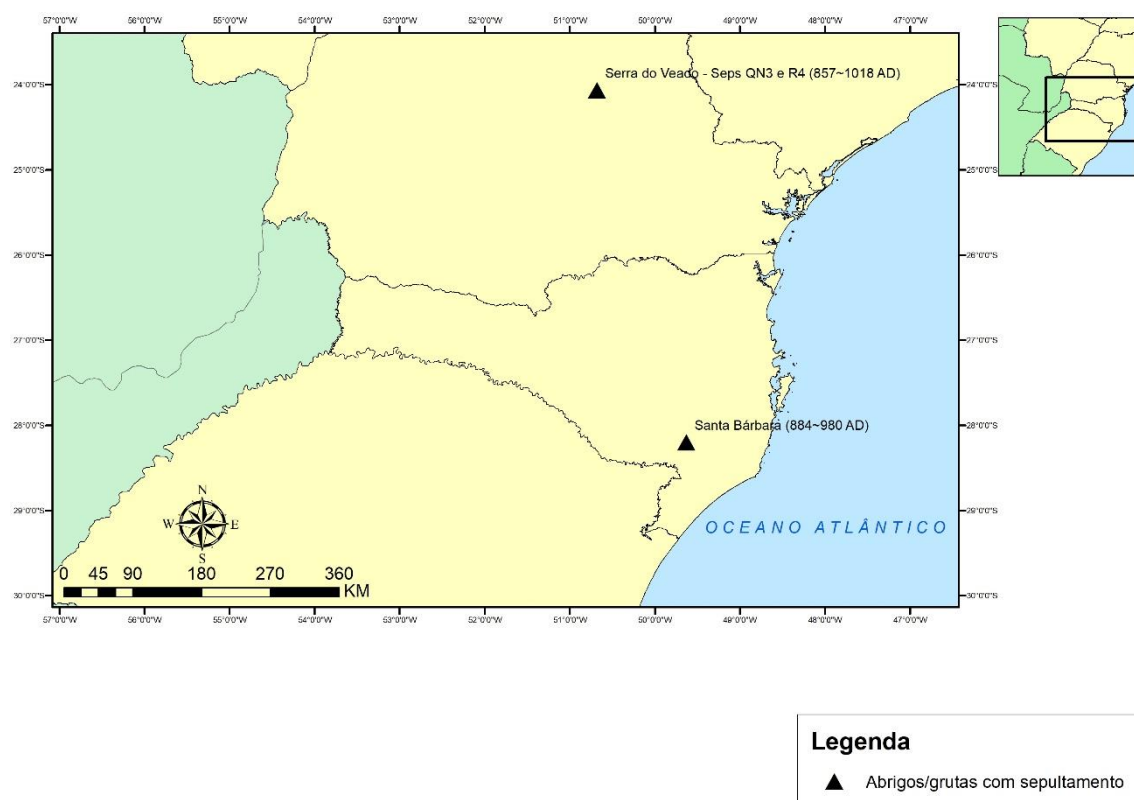 57°0'0"W 56°0'0"W 55°0'0"W 54°0'0"W 53°0'0"W 52°0'0"W 51°0'0"W 50°0'0"W 49°0'0"W 48°0'0"W 47°0'0"W
Serra do Veado - Seps QN3 e R4 (857~1018 AD)
24°0'0"S 24°0'0"S
25°0'0"S 25°0'0"S
26°0'0"S 26°0'0"S
27°0'0"S 27°0'0"S
28°0'0"S 28°0'0"S
Santa Bárbara (884~980 AD)
29°0'0"S 29°0'0"S
N
W E
S
OCEANO ATLÂNTICO
0 45 90 180 270 360
KM
30°0'0"S 30°0'0"S
57°0'0"W 56°0'0"W 55°0'0"W 54°0'0"W 53°0'0"W 52°0'0"W 51°0'0"W 50°0'0"W 49°0'0"W 48°0'0"W 47°0'0"W
Legenda
Abrigos/grutas com sepultamento